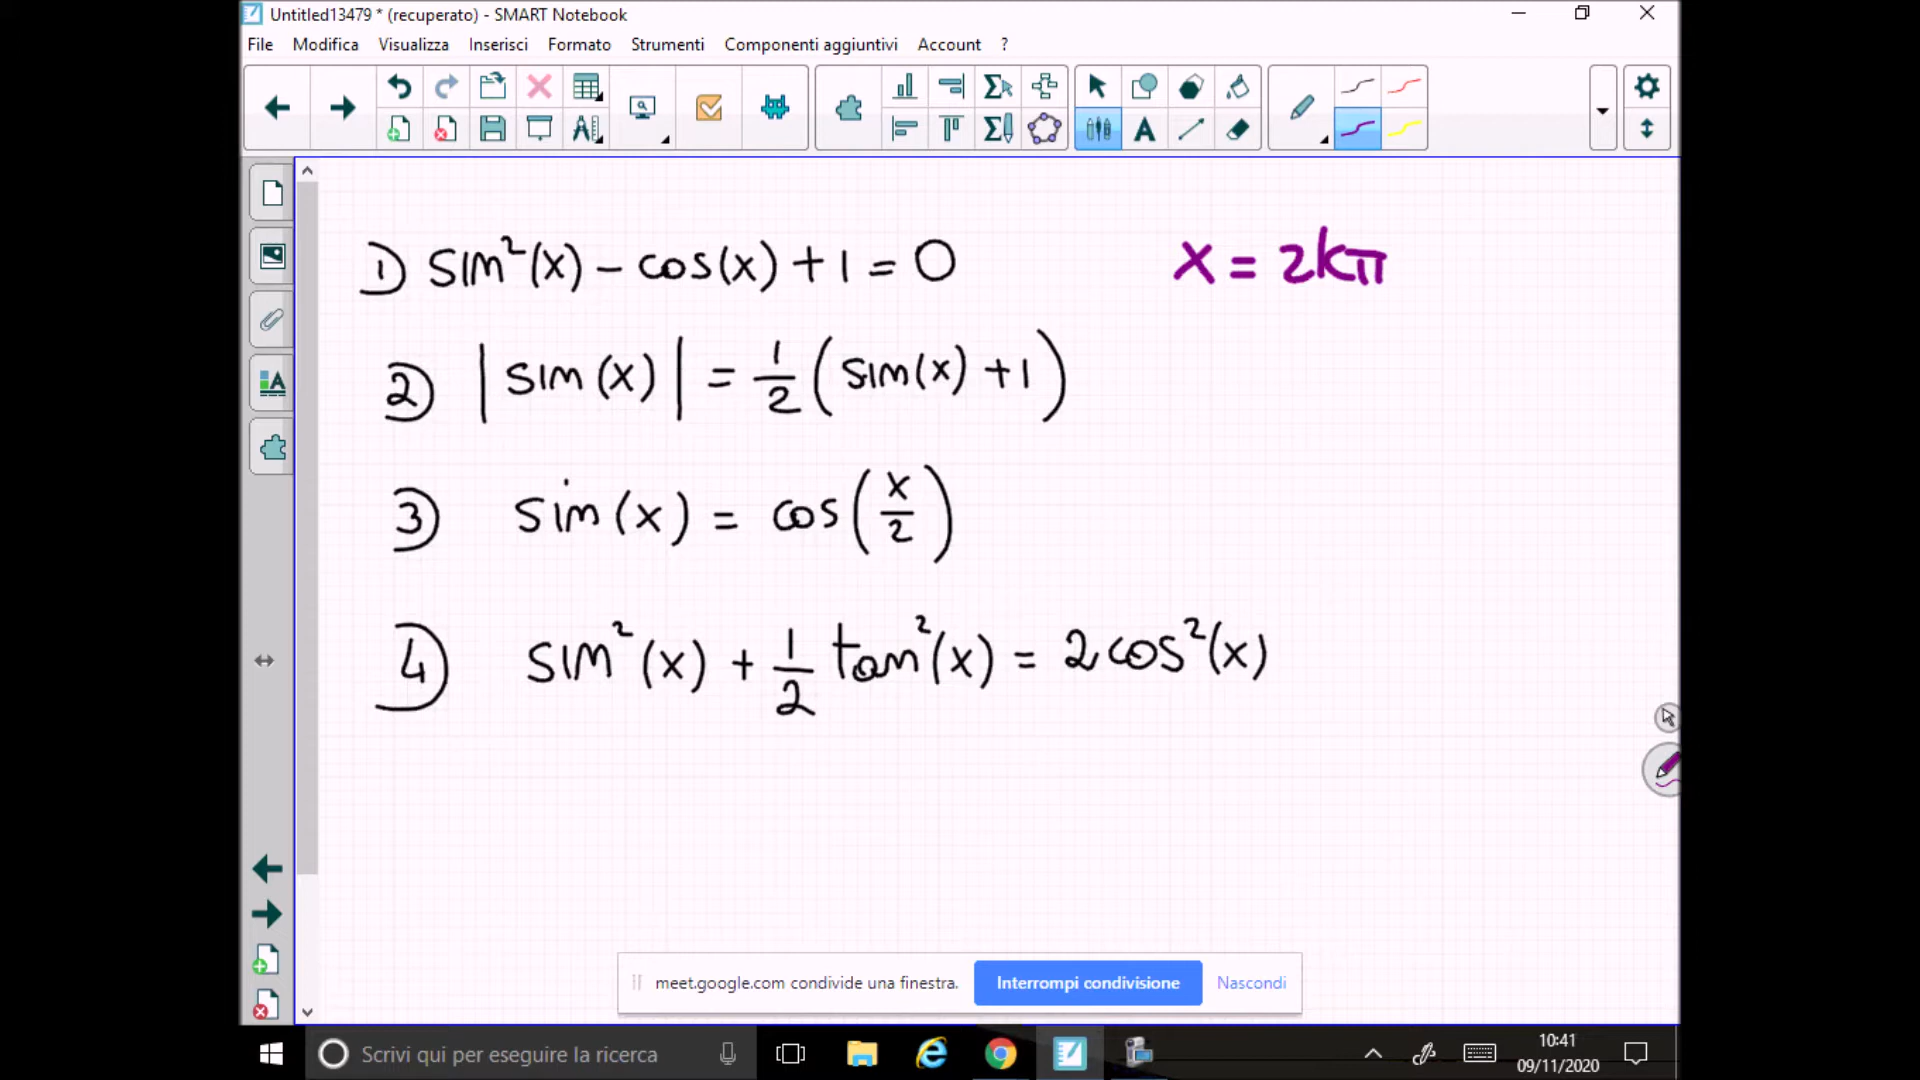 Untitled13479 * (recuperato) - SMART Notebook
File Modifica Visualizza Inserisci Formato Strumenti Componenti aggiuntivi Account ?
1) sin²(x) - cos(x) + 1 = 0 x = 2kπ
2) |sin(x)| = 1/2 (sin(x) + 1)
3) sin(x) = cos(x/2)
4) sin²(x) + 1/2 tan²(x) = 2cos²(x)
meet.google.com condivide una finestra. Interrompi condivisione Nascondi
Scrivi qui per eseguire la ricerca
10:41
09/11/2020